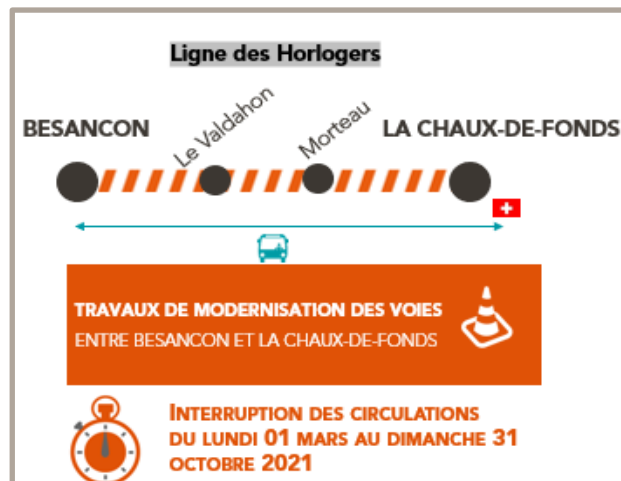 Ligne des Horlogers
BESANCON
Le Valdahon
Morteau
LA CHAUX-DE-FONDS
TRAVAUX DE MODERNISATION DES VOIES
ENTRE BESANCON ET LA CHAUX-DE-FONDS
INTERRUPTION DES CIRCULATIONS
DU LUNDI 01 MARS AU DIMANCHE 31
OCTOBRE 2021